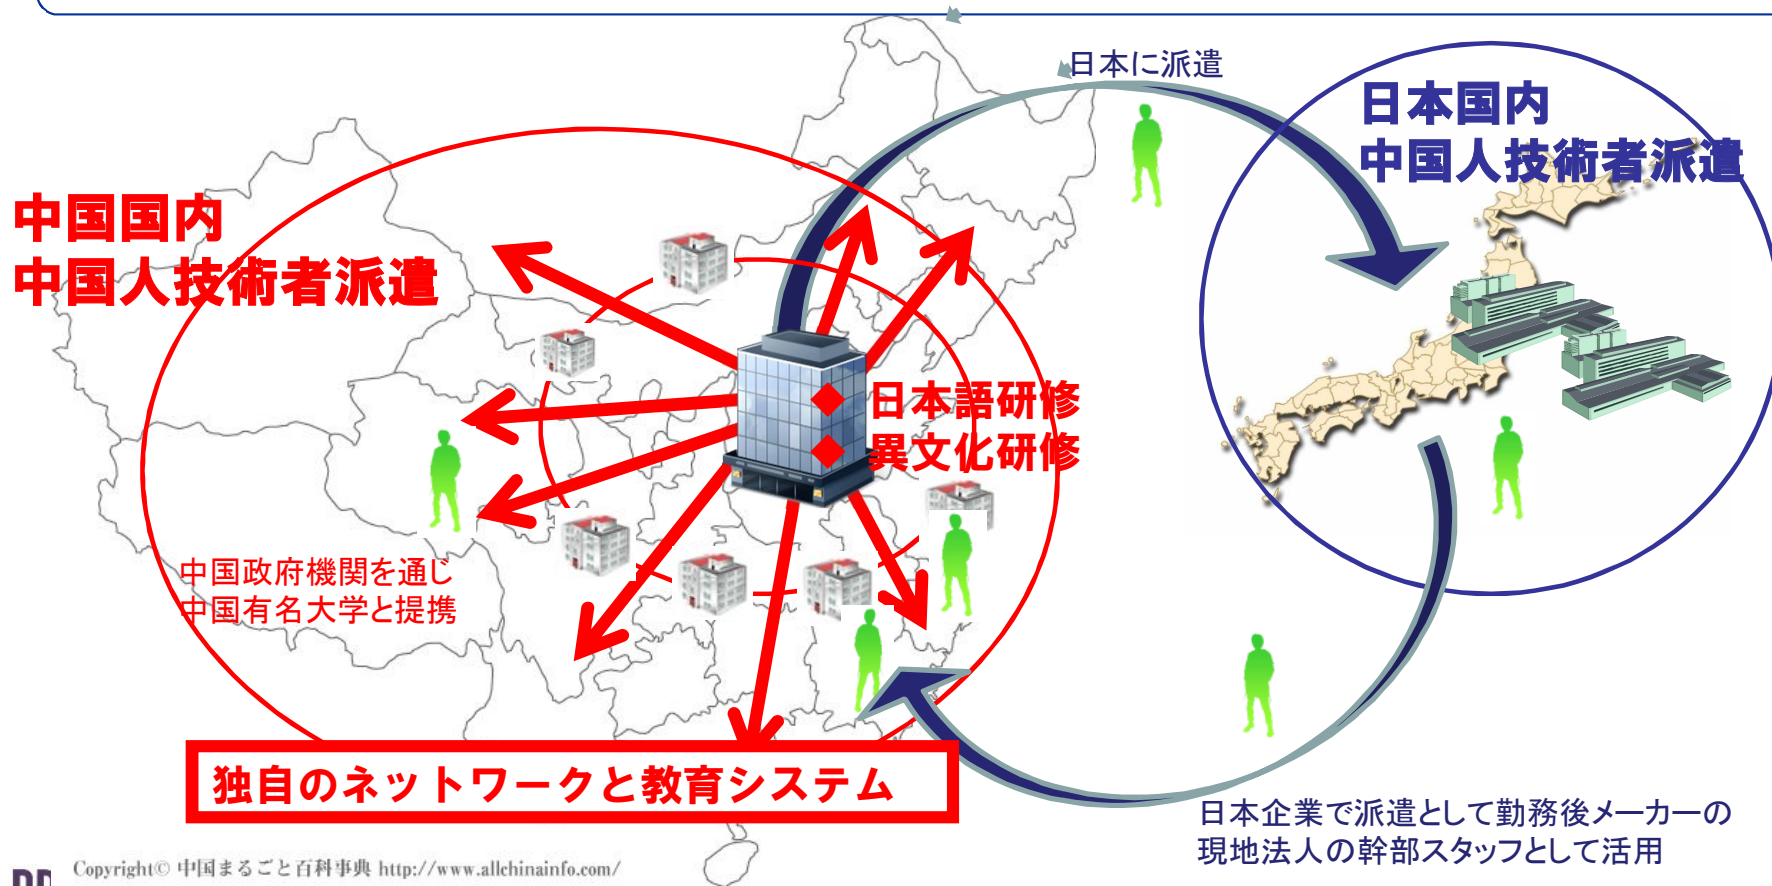 日本に派遣
日本国内
中国人技術者派遣
中国国内
中国人技術者派遣
日本語研修
異文化研修
中国政府機関を通じ
中国有名大学と提携
独自のネットワークと教育システム
日本企業で派遣として勤務後メーカーの
現地法人の幹部スタッフとして活用
Copyright© 中国まるごと百科事典 http://www.allchinainfo.com/